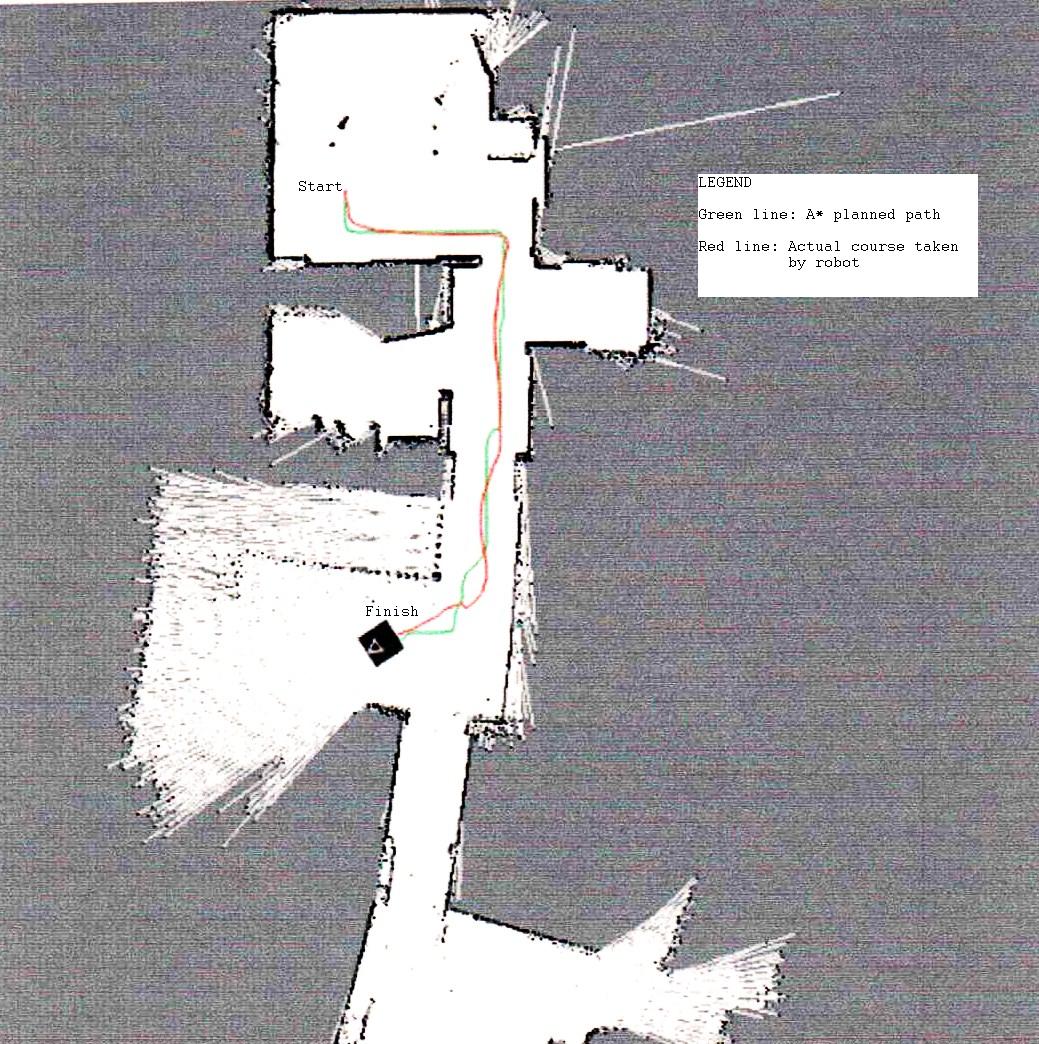 LEGEND
Green line: A* planned path
Red line: Actual course taken
by robot
Start
Finish